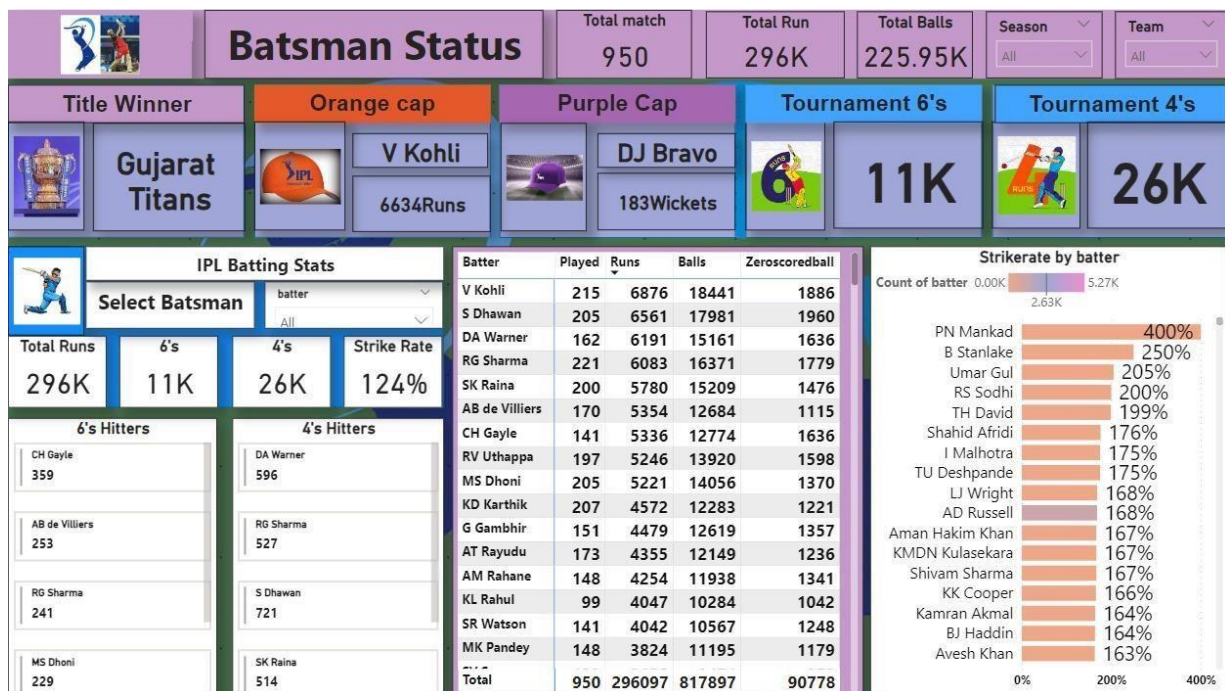 Batsman Status
Total match
950
Total Run
296K
Total Balls
225.95K
Season
All
Team
All
Title Winner
Gujarat
Titans
Orange cap
IPL
V Kohli
6634Runs
Purple Cap
DJ Bravo
183Wickets
Tournament 6's
6 RUNS
11K
Tournament 4's
4 RUNS
26K
IPL Batting Stats
Select Batsman
batter
All
Total Runs
296K
6's
11K
4's
26K
Strike Rate
124%
6's Hitters
CH Gayle
359
AB de Villiers
253
RG Sharma
241
MS Dhoni
229
4's Hitters
DA Warner
596
RG Sharma
527
S Dhawan
721
SK Raina
514
Batter Played Runs Balls Zeroscoredball
V Kohli 215 6876 18441 1886
S Dhawan 205 6561 17981 1960
DA Warner 162 6191 15161 1636
RG Sharma 221 6083 16371 1779
SK Raina 200 5780 15209 1476
AB de Villiers 170 5354 12684 1115
CH Gayle 141 5336 12774 1636
RV Uthappa 197 5246 13920 1598
MS Dhoni 205 5221 14056 1370
KD Karthik 207 4572 12283 1221
G Gambhir 151 4479 12619 1357
AT Rayudu 173 4355 12149 1236
AM Rahane 148 4254 11938 1341
KL Rahul 99 4047 10284 1042
SR Watson 141 4042 10567 1248
MK Pandey 148 3824 11195 1179
Total 950 296097 817897 90778
Strikerate by batter
Count of batter 0.00K 5.27K
2.63K
PN Mankad 400%
B Stanlake 250%
Umar Gul 205%
RS Sodhi 200%
TH David 199%
Shahid Afridi 176%
I Malhotra 175%
TU Deshpande 175%
LJ Wright 168%
AD Russell 168%
Aman Hakim Khan 167%
KMDN Kulasekara 167%
Shivam Sharma 167%
KK Cooper 166%
Kamran Akmal 164%
BJ Haddin 164%
Avesh Khan 163%
0% 200% 400%